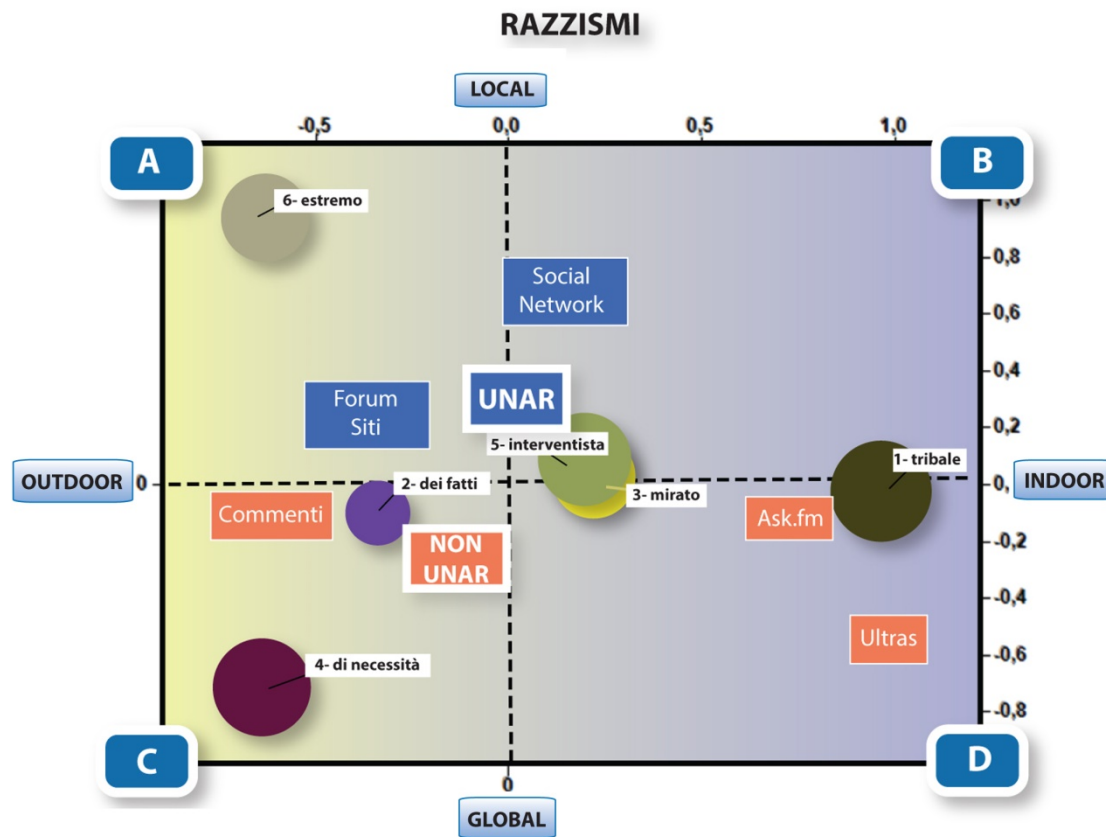 RAZZISMI
LOCAL
-0,5 0,0 0,5 1,0
A
B
1,0
6- estremo
0,8
Social
Network
0,6
0,4
UNAR
Forum
Siti
0,2
5- interventista
1- tribale
OUTDOOR 0
0, INDOOR
2- dei fatti
3- mirato
Commenti
Ask.fm
-0,2
NON
UNAR
-0,4
Ultras
-0,6
4- di necessità
-0,8
C
D
0
GLOBAL